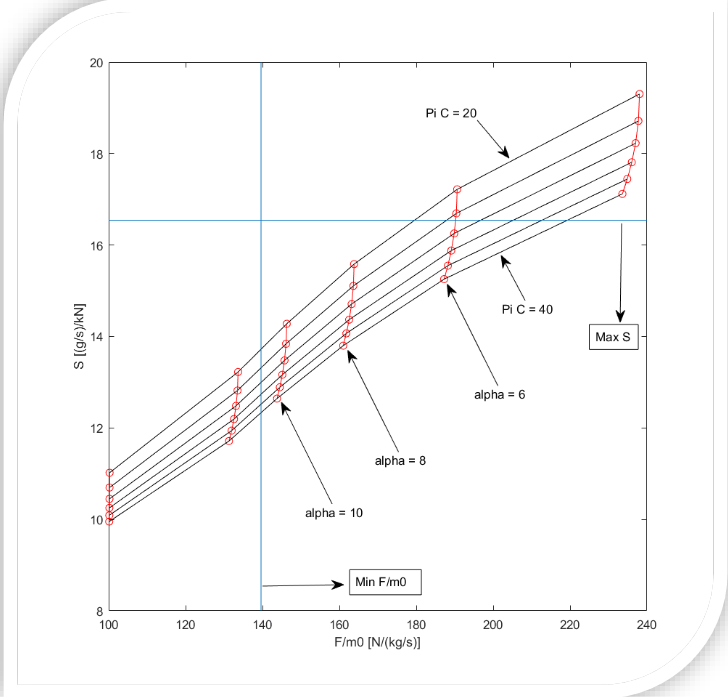 20
Pi C = 20
18
16
S [(g/s)/kN]
Pi C = 40
14
Max S
alpha = 6
12
alpha = 8
alpha = 10
10
Min F/m0
8
100 120 140 160 180 200 220 240
F/m0 [N/(kg/s)]